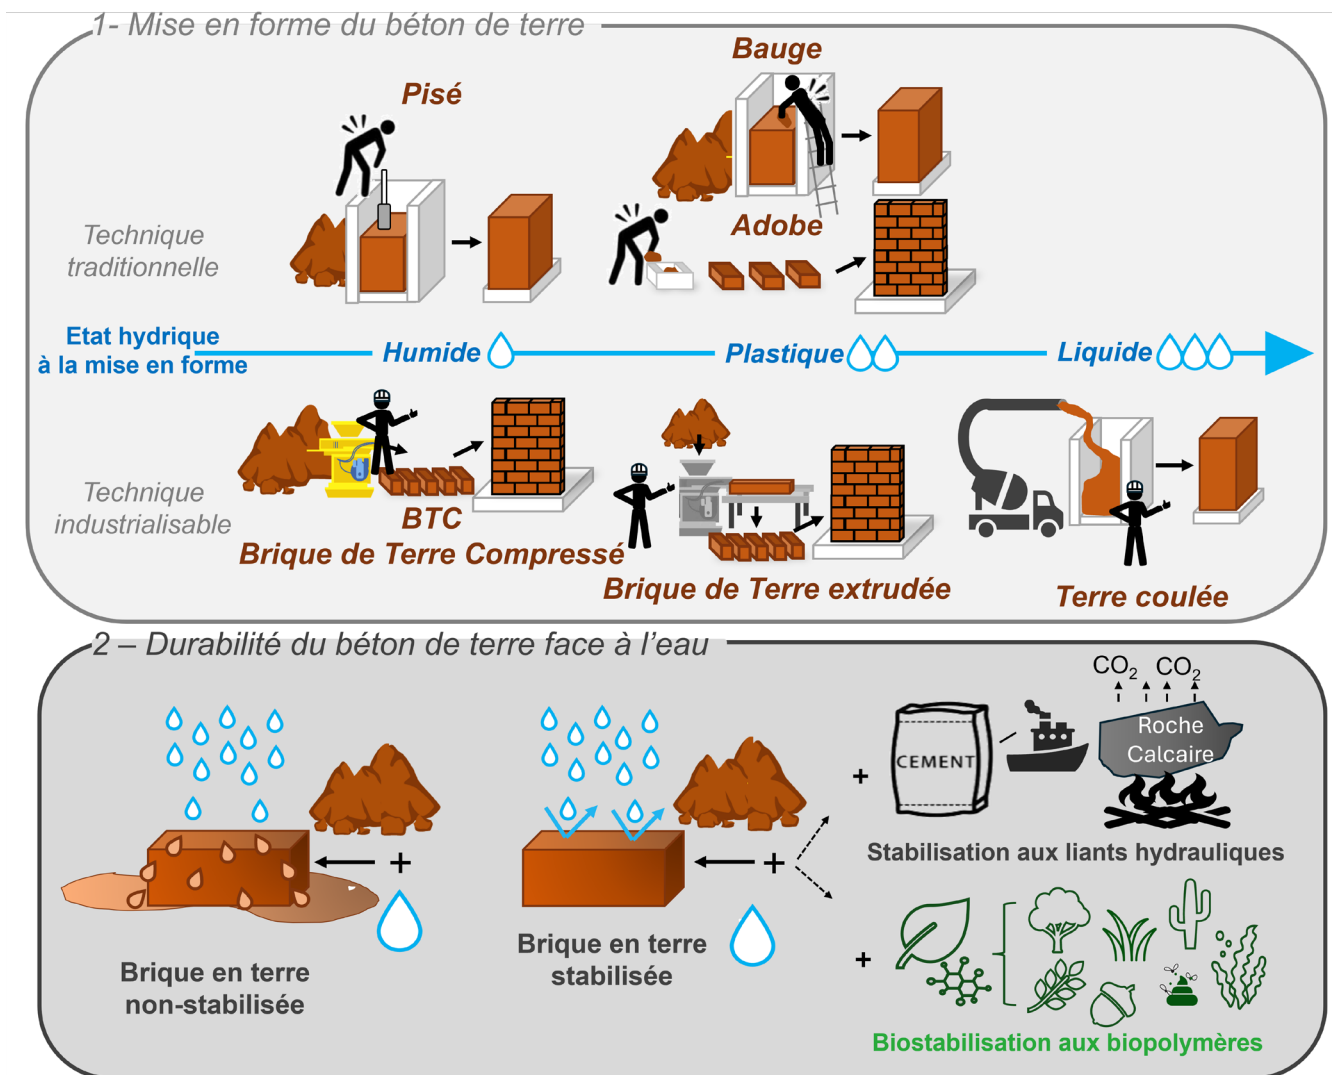 1- Mise en forme du béton de terre
Bauge
Pisé
Adobe
Technique
traditionnelle
Etat hydrique
à la mise en forme
Humide
Plastique
Liquide
Technique
industrialisable
BTC
Brique de Terre Compressé
Brique de Terre extrudée
Terre coulée
2 – Durabilité du béton de terre face à l'eau
CO2 CO2
Roche
Calcaire
CEMENT
+
+
+
Stabilisation aux liants hydrauliques
Brique en terre
non-stabilisée
Brique en terre
stabilisée
+
Biostabilisation aux biopolymères